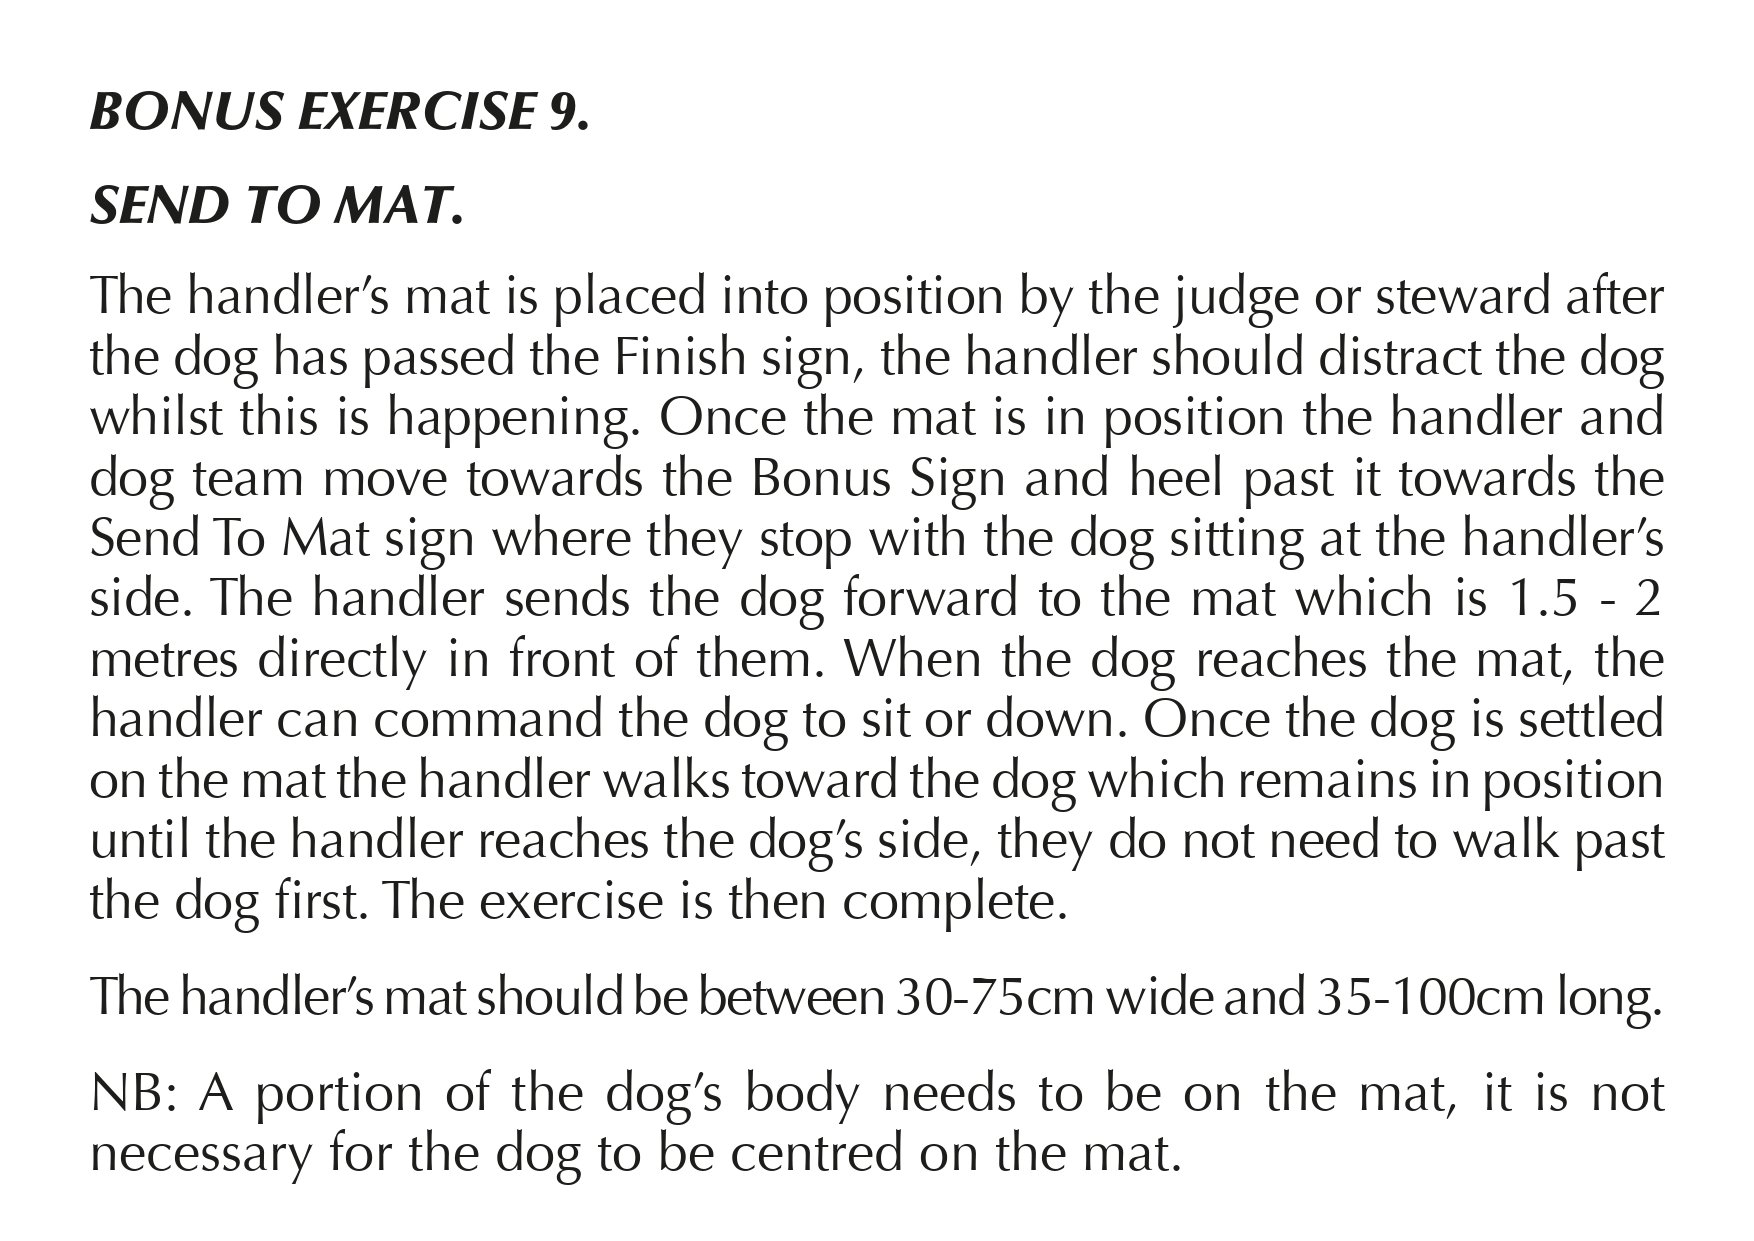 BONUS EXERCISE 9.
SEND TO MAT.
The handler’s mat is placed into position by the judge or steward after
the dog has passed the Finish sign, the handler should distract the dog
whilst this is happening. Once the mat is in position the handler and
dog team move towards the Bonus Sign and heel past it towards the
Send To Mat sign where they stop with the dog sitting at the handler’s
side. The handler sends the dog forward to the mat which is 1.5 - 2
metres directly in front of them. When the dog reaches the mat, the
handler can command the dog to sit or down. Once the dog is settled
on the mat the handler walks toward the dog which remains in position
until the handler reaches the dog’s side, they do not need to walk past
the dog first. The exercise is then complete.
The handler’s mat should be between 30-75cm wide and 35-100cm long.
NB: A portion of the dog’s body needs to be on the mat, it is not
necessary for the dog to be centred on the mat.